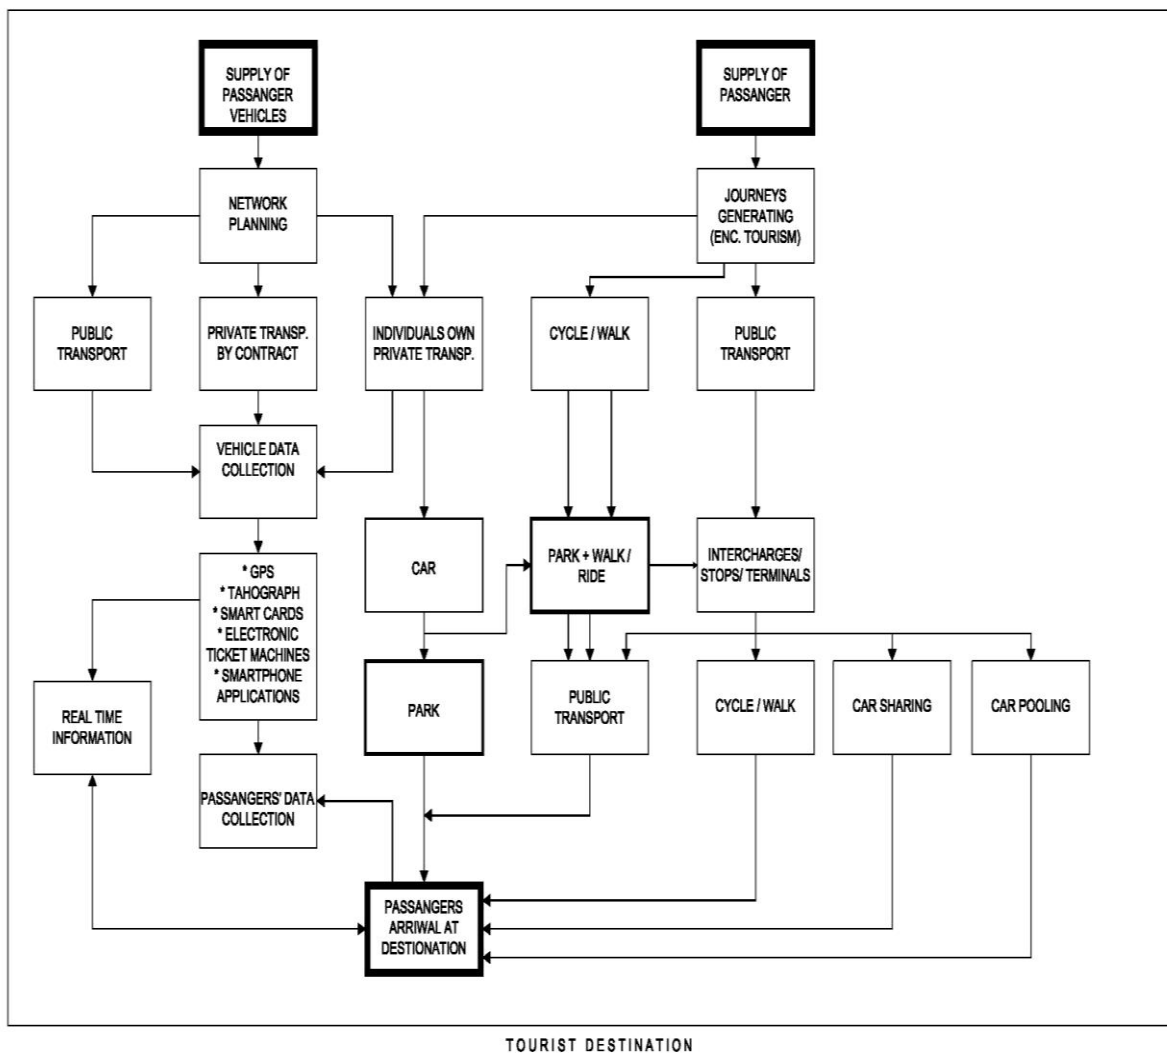 SUPPLY OF
PASSANGER
VEHICLES
SUPPLY OF
PASSANGER
NETWORK
PLANNING
JOURNEYS
GENERATING
(ENC. TOURISM)
PUBLIC
TRANSPORT
PRIVATE TRANSP.
BY CONTRACT
INDIVIDUALS OWN
PRIVATE TRANSP.
CYCLE / WALK
PUBLIC
TRANSPORT
VEHICLE DATA
COLLECTION
CAR
PARK + WALK /
RIDE
INTERCHARGES/
STOPS/ TERMINALS
* GPS
* TAHOGRAPH
* SMART CARDS
* ELECTRONIC
TICKET MACHINES
* SMARTPHONE
APPLICATIONS
REAL TIME
INFORMATION
PARK
PUBLIC
TRANSPORT
CYCLE / WALK
CAR SHARING
CAR POOLING
PASSANGERS' DATA
COLLECTION
PASSANGERS
ARRIWAL AT
DESTIONATION
TOURIST DESTINATION